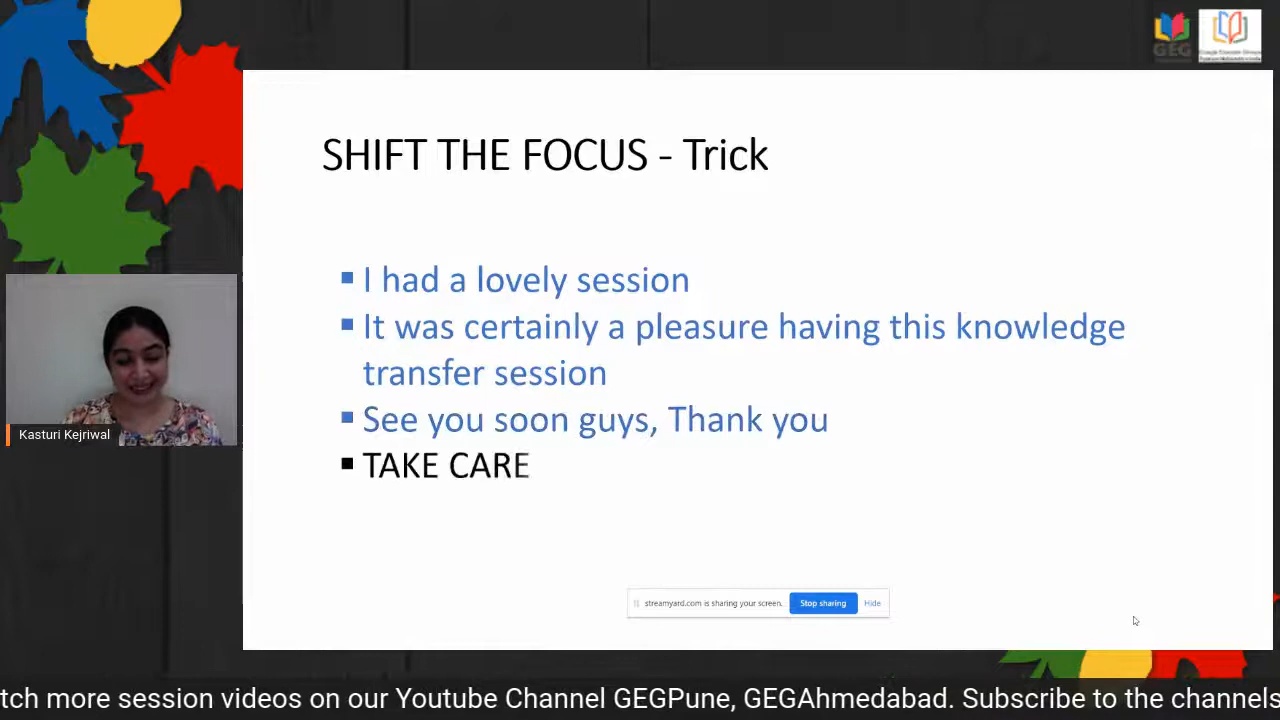 GEG
SHIFT THE FOCUS - Trick
▪ I had a lovely session
▪ It was certainly a pleasure having this knowledge
transfer session
▪ See you soon guys, Thank you
▪ TAKE CARE
Kasturi Kejriwal
streamyard.com is sharing your screen.
Stop sharing
Hide
tch more session videos on our Youtube Channel GEGPune, GEGAhmedabad. Subscribe to the channels